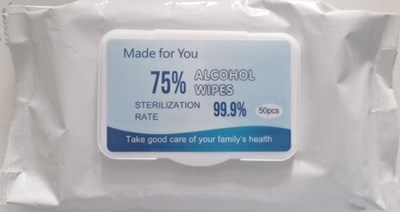 Made for You
75% ALCOHOL WIPES
STERILIZATION RATE 99.9% 50pcs
Take good care of your family's health